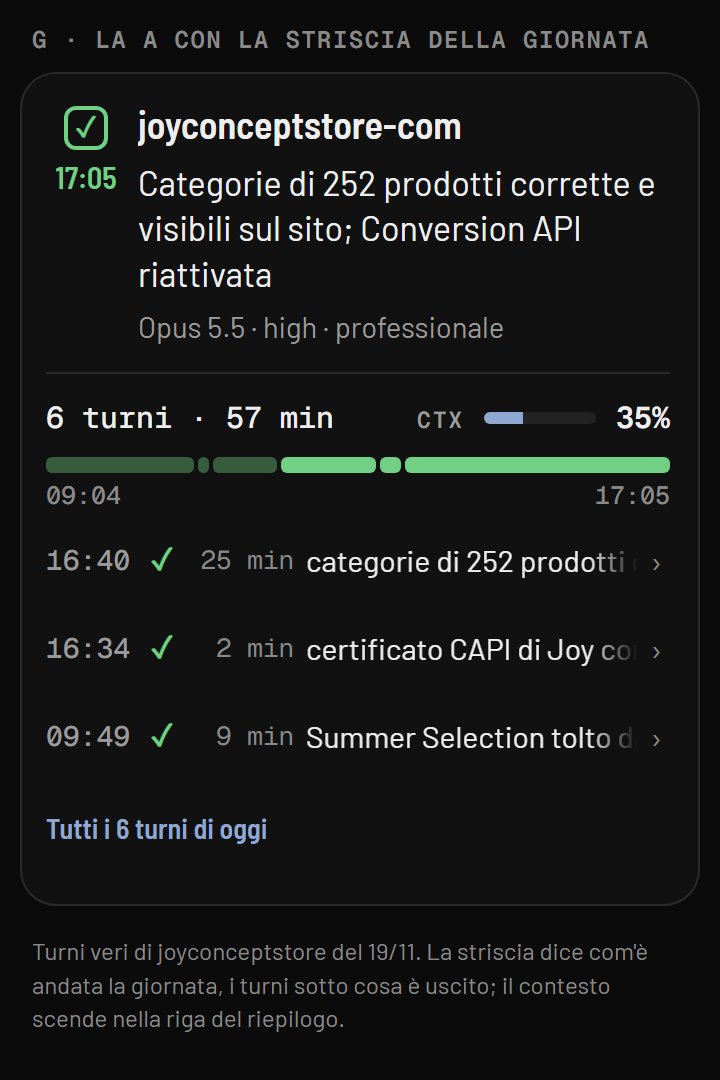 G · LA A CON LA STRISCIA DELLA GIORNATA
joyconceptstore-com
17:05
Categorie di 252 prodotti corrette e
visibili sul sito; Conversion API
riattivata
Opus 5.5 · high · professionale
6 turni · 57 min CTX 35%
09:04 17:05
16:40 ✓ 25 min categorie di 252 prodotti ›
16:34 ✓ 2 min certificato CAPI di Joy ›
09:49 ✓ 9 min Summer Selection tolto ›
Tutti i 6 turni di oggi
Turni veri di joyconceptstore del 19/11. La striscia dice com'è
andata la giornata, i turni sotto cosa è uscito; il contesto
scende nella riga del riepilogo.